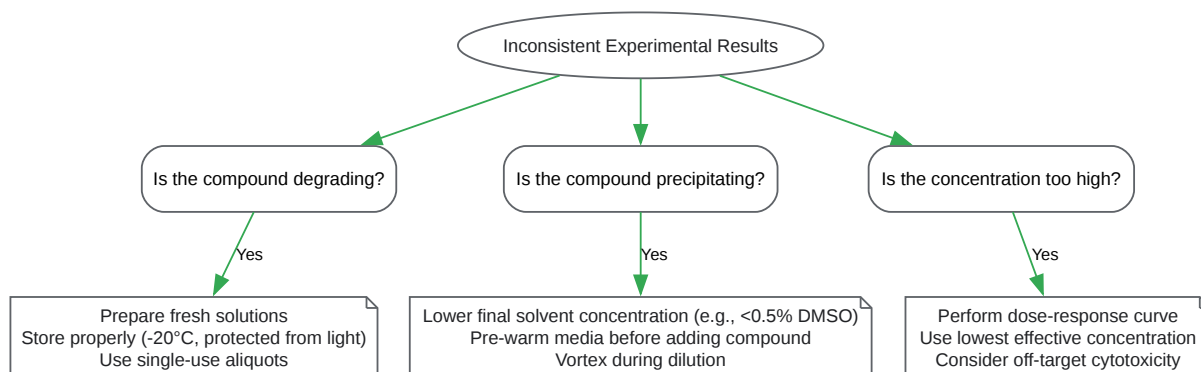 Inconsistent Experimental Results
Is the compound degrading?
Is the compound precipitating?
Is the concentration too high?
Yes
Yes
Yes
Prepare fresh solutions
Store properly (-20°C, protected from light)
Use single-use aliquots
Lower final solvent concentration (e.g., <0.5% DMSO)
Pre-warm media before adding compound
Vortex during dilution
Perform dose-response curve
Use lowest effective concentration
Consider off-target cytotoxicity